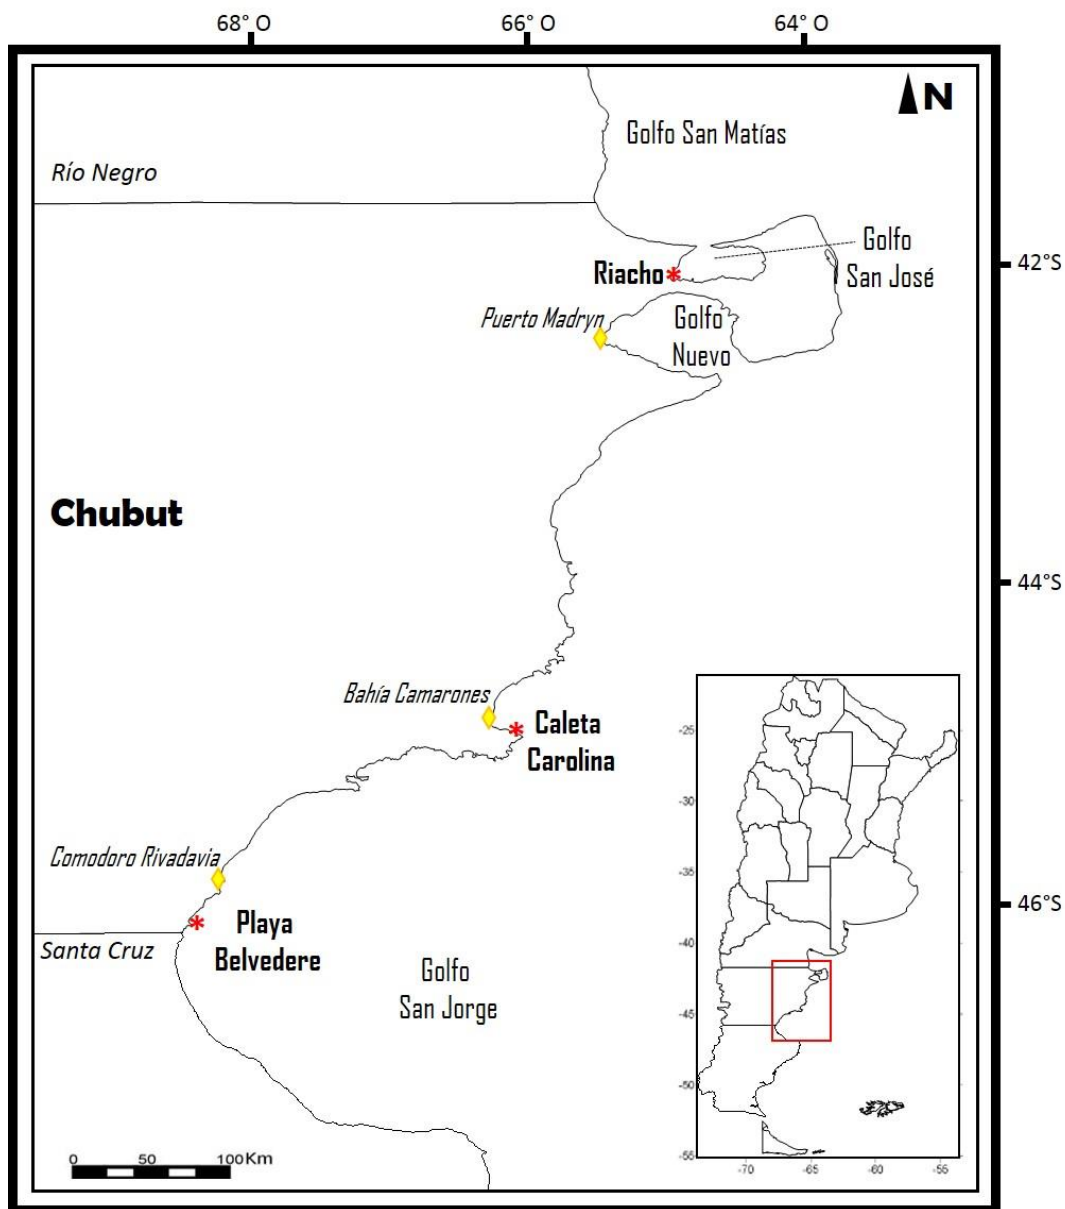 68° O
66° O
64° O
N
Golfo San Matías
Río Negro
Golfo
San José
42°S
Riacho
Puerto Madryn
Golfo
Nuevo
Chubut
44°S
Bahía Camarones
Caleta
Carolina
Comodoro Rivadavia
46°S
Playa
Belvedere
Santa Cruz
Golfo
San Jorge
0 50 100Km
-25
-30
-35
-40
-45
-50
-55
-70 -65 -60 -55